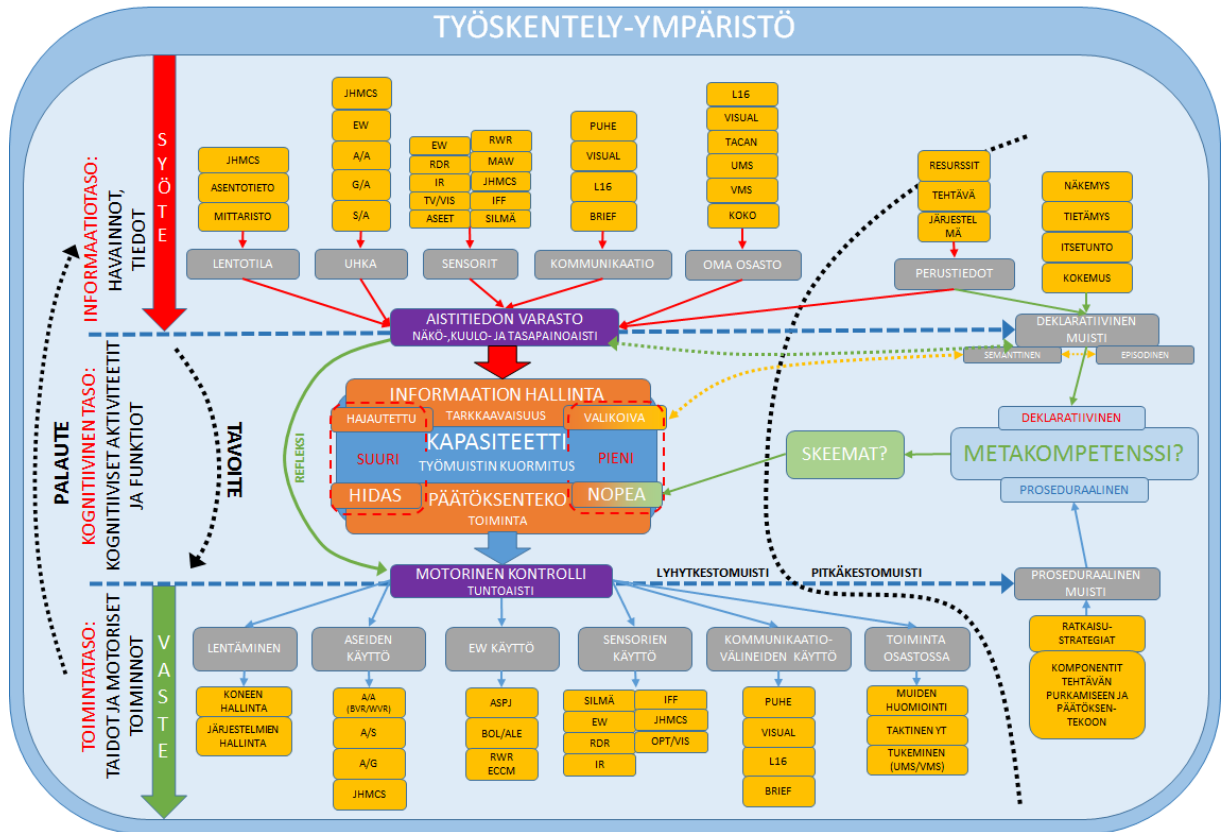 TYÖSKENTELY-YMPÄRISTÖ
SYÖTE
INFORMAATIOTASO:
HAVAINNOT,
TIEDOT
JHMCS
ASENTOTIETO
MITTARISTO
LENTOTILA
JHMCS
EW
A/A
G/A
S/A
UHKA
EW
RDR
IR
TV/VIS
ASEET
RWR
MAW
JHMCS
IFF
SILMÄ
SENSORIT
PUHE
VISUAL
L16
BRIEF
KOMMUNIKAATIO
L16
VISUAL
TACAN
UMS
VMS
KOKO
OMA OSASTO
RESURSSIT
TEHTÄVÄ
JÄRJESTEL
MÄ
PERUSTIEDOT
NÄKEMYS
TIETÄMYS
ITSETUNTO
KOKEMUS
AISTITIEDON VARASTO
NÄKÖ-,KUULO- JA TASAPAINOAISTI
DEKLARATIIVINEN
MUISTI
SEMANTTINEN
EPISODINEN
PALAUTE
KOGNITIIVINEN TASO:
KOGNITIIVISET AKTIVITEETIT
JA FUNKTIOT
TAVOITE
REFLEKSI
INFORMAATION HALLINTA
TARKKAAVAISUUS
HAJAUTETTU
VALIKOIVA
KAPASITEETTI
TYÖMUISTIN KUORMITUS
SUURI
PIENI
HIDAS
NOPEA
PÄÄTÖKSENTEKO
TOIMINTA
SKEEMAT?
DEKLARATIIVINEN
METAKOMPETENSSI?
PROSEDURAALINEN
MOTORINEN KONTROLLI
TUNTOAISTI
LYHYTKESTOMUISTI
PITKÄKESTOMUISTI
PROSEDURAALINEN
MUISTI
RATKAISU-
STRATEGIAT
KOMPONENTIT
TEHTÄVÄN
PURKAMISEEN JA
PÄÄTÖKSEN-
TEKOON
VASTE
TOIMINTATASO:
TAIDOT JA MOTORISET
TOIMINNOT
LENTÄMINEN
KONEEN
HALLINTA
JÄRJESTELMIEN
HALLINTA
ASEIDEN
KÄYTTÖ
A/A
(BVR/WVR)
A/S
A/G
JHMCS
EW KÄYTTÖ
ASPJ
BOL/ALE
RWR
ECCM
SENSORIEN
KÄYTTÖ
SILMÄ
EW
RDR
IR
IFF
JHMCS
OPT/VIS
KOMMUNIKAATIO-
VÄLINEIDEN KÄYTTÖ
PUHE
VISUAL
L16
BRIEF
TOIMINTA
OSASTOSSA
MUIDEN
HUOMIOINTI
TAKTINEN YT
TUKEMINEN
(UMS/VMS)